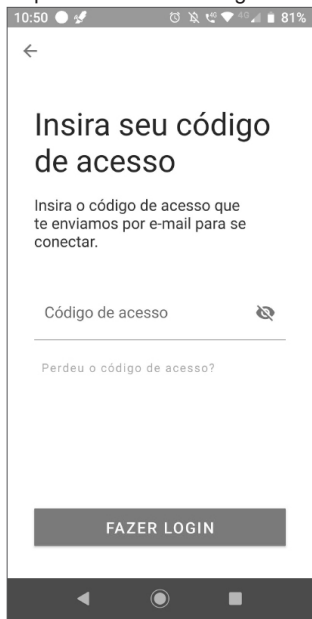 10:50 81%
Insira seu código
de acesso
Insira o código de acesso que
te enviamos por e-mail para se
conectar.
Código de acesso
Perdeu o código de acesso?
FAZER LOGIN